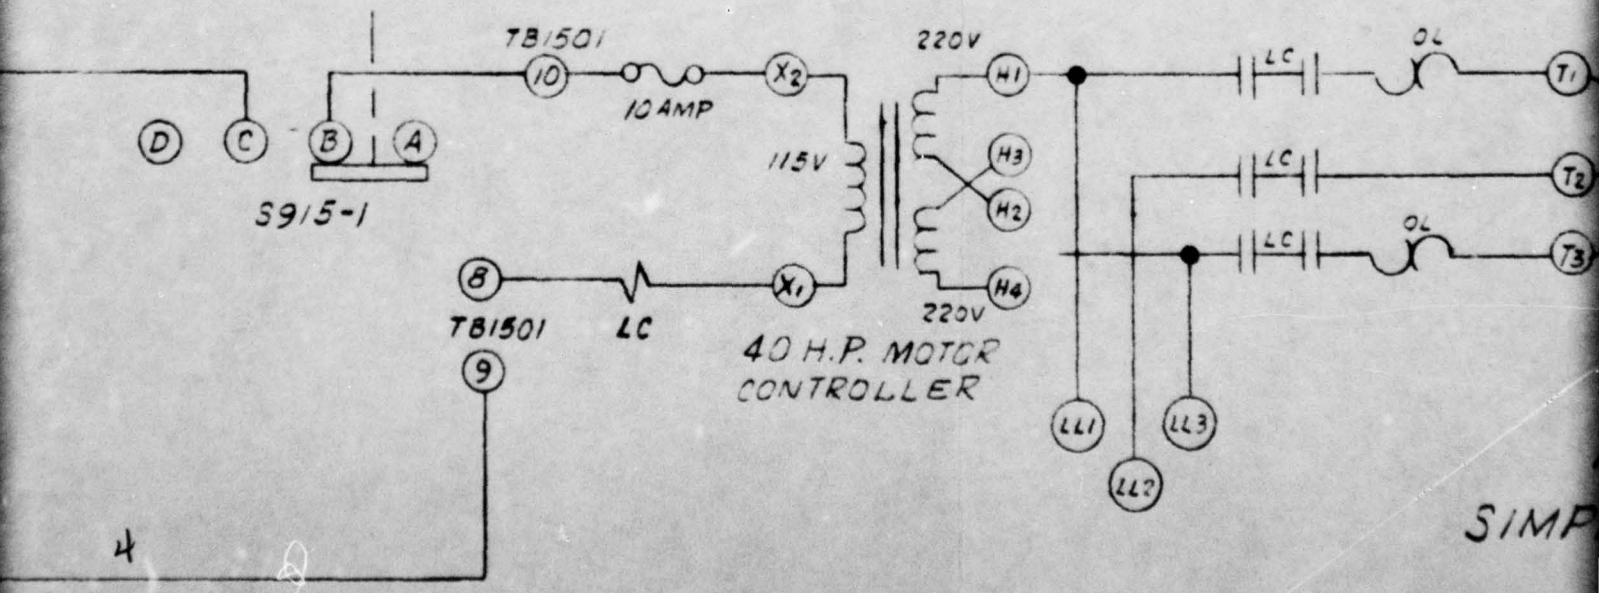 TB1501
10
10 AMP
X2
220V
H1
LC
OL
T1
D
C
B
A
S915-1
115V
H3
H2
LC
T2
8
TB1501
LC
X1
H4
220V
LC
OL
T3
9
40 H.P. MOTOR
CONTROLLER
LL1
LL3
LL2
SIMP
4